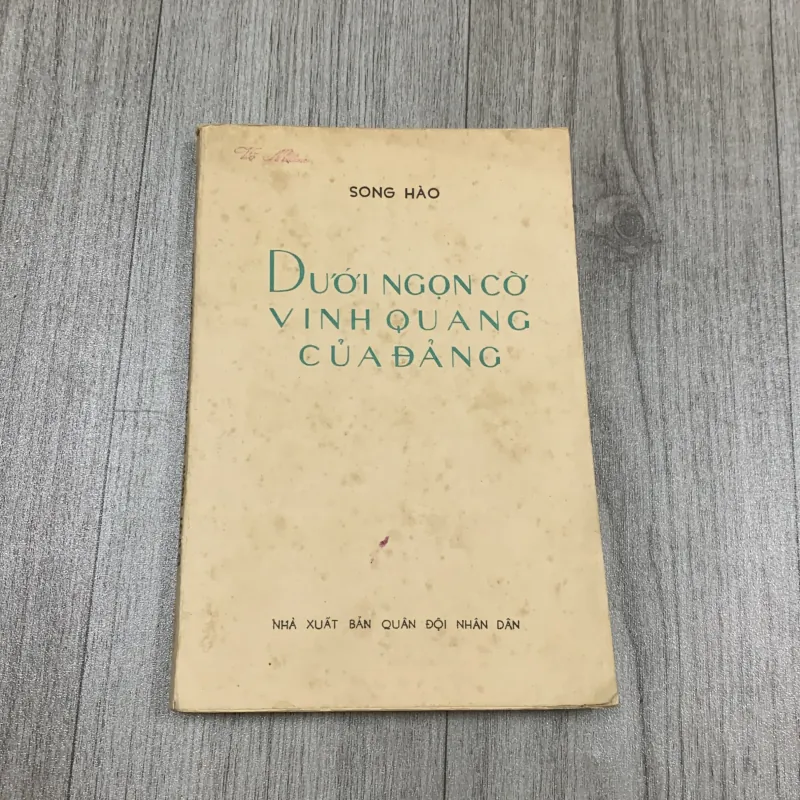 SONG HÀO
DƯỚI NGỌN CỜ
VINH QUANG
CỦA ĐẢNG
NHÀ XUẤT BẢN QUÂN ĐỘI NHÂN DÂN